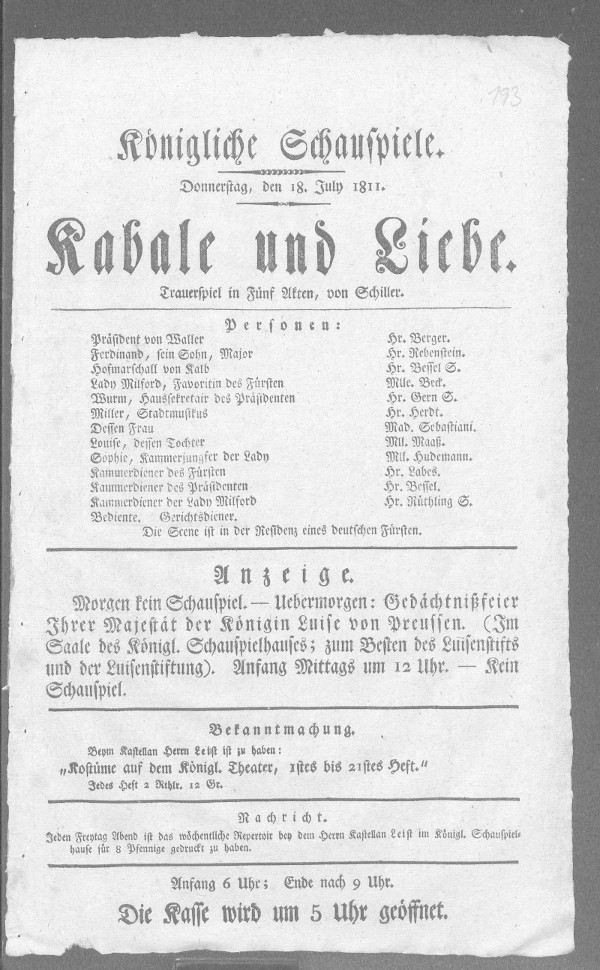 193
Königliche Schauspiele.
Donnerstag, den 18. July 1811.
Kabale und Liebe.
Trauerspiel in Fünf Akten, von Schiller.
Personen:
Präsident von Waller Hr. Berger.
Ferdinand, sein Sohn, Major Hr. Rebenstein.
Hofmarschall von Kalb Hr. Bessel S.
Lady Milford, Favoritin des Fürsten Mlle. Beck.
Wurm, Haussecretair des Präsidenten Hr. Gern S.
Miller, Stadtmusikus Hr. Herdt.
Dessen Frau Mad. Sebastiani.
Louise, dessen Tochter Mll. Maaß.
Sophie, Kammerjungfer der Lady Mll. Hudemann.
Kammerdiener des Fürsten Hr. Labes.
Kammerdiener des Präsidenten Hr. Bessel.
Kammerdiener der Lady Milford Hr. Rüthling S.
Bediente. Gerichtsdiener.
Die Scene ist in der Residenz eines deutschen Fürsten.
Anzeige.
Morgen kein Schauspiel. — Uebermorgen: Gedächtnißfeier
Ihrer Majestät der Königin Luise von Preussen. (Im
Saale des Königl. Schauspielhauses; zum Besten des Luisenstifts
und der Luisenstiftung). Anfang Mittags um 12 Uhr. — Kein
Schauspiel.
Bekanntmachung.
Beym Kastellan Herrn Leist ist zu haben:
„Kostüme auf dem Königl. Theater, 1stes bis 21stes Heft.“
Jedes Heft 2 Rthlr. 12 Gr.
Nachricht.
Jeden Freytag Abend ist das wöchentliche Repertoir bey dem Herrn Kastellan Leist im Königl. Schauspiel-
hause für 8 Pfennige gedruckt zu haben.
Anfang 6 Uhr; Ende nach 9 Uhr.
Die Kasse wird um 5 Uhr geöffnet.